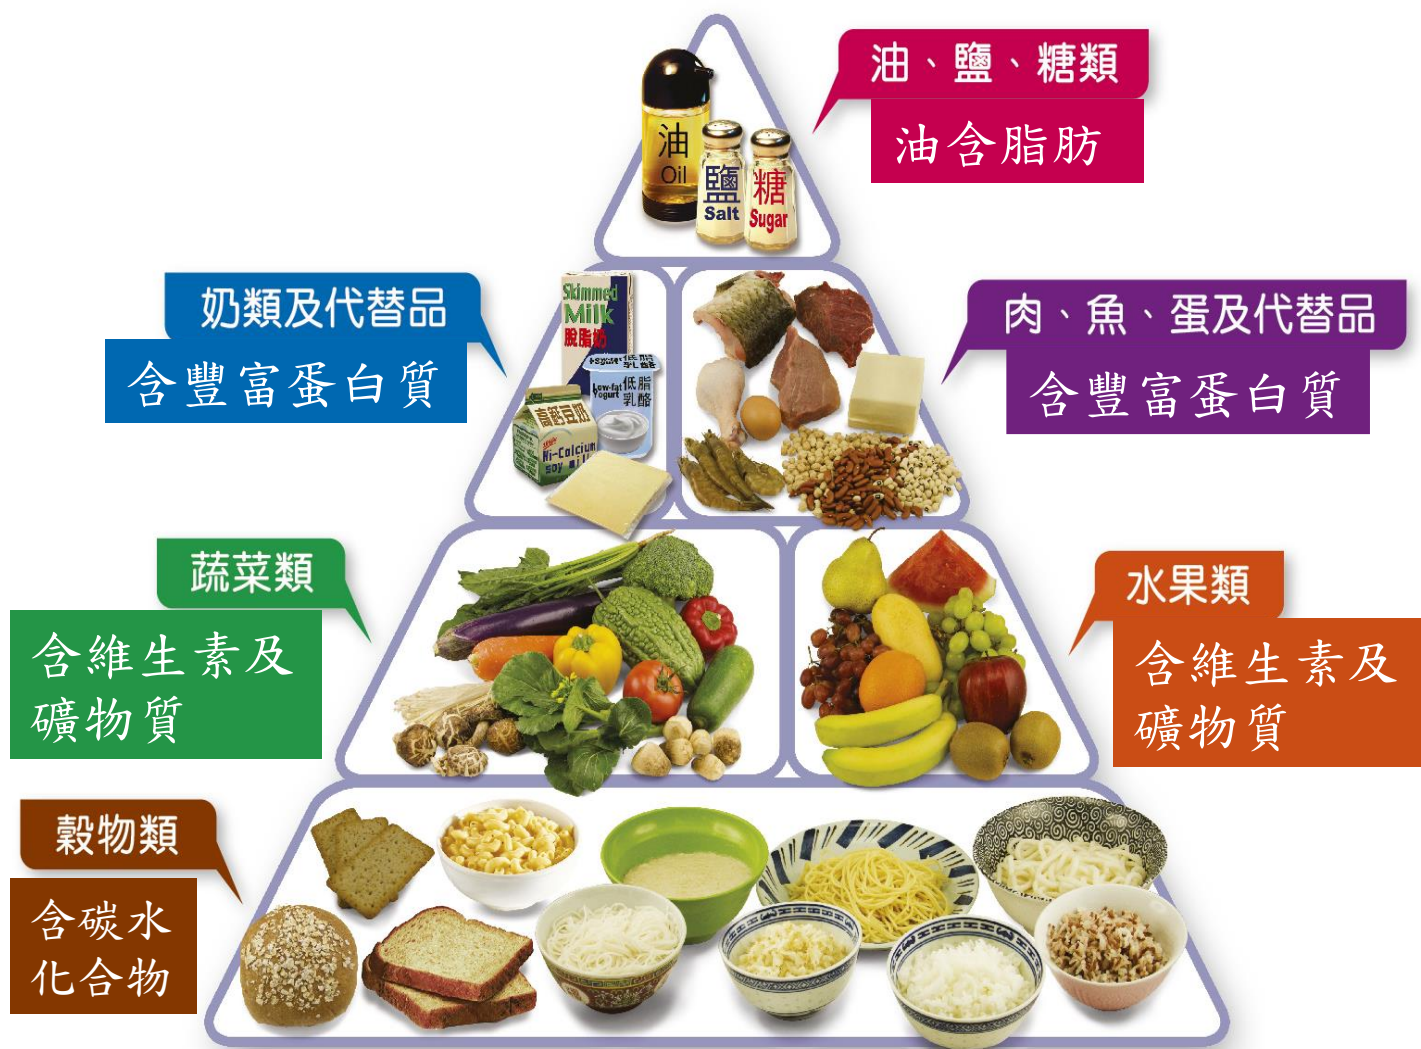 油、鹽、糖類
油含脂肪
油
Oil
鹽
Salt
糖
Sugar
奶類及代替品
含豐富蛋白質
Skimmed
Milk
脫脂奶
Low-fat
Yogurt
低脂
乳酪
高鈣豆奶
Hi-Calcium
soy milk
肉、魚、蛋及代替品
含豐富蛋白質
蔬菜類
含維生素及
礦物質
水果類
含維生素及
礦物質
穀物類
含碳水
化合物